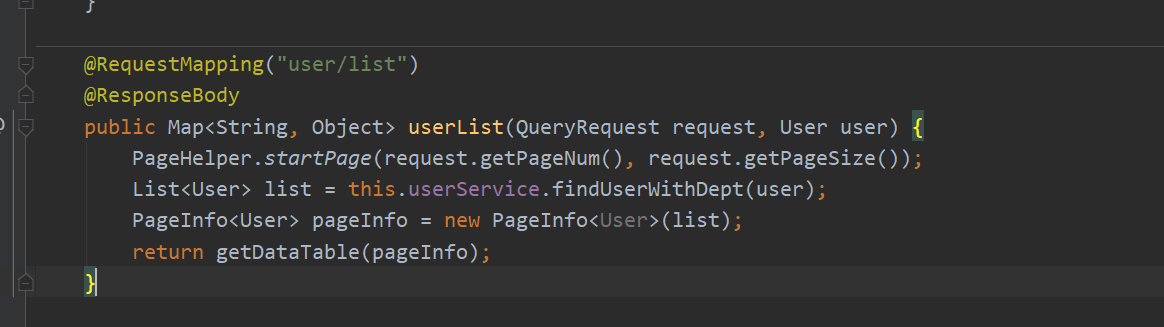 }
@RequestMapping("user/list")
@ResponseBody
public Map<String, Object> userList(QueryRequest request, User user) {
PageHelper.startPage(request.getPageNum(), request.getPageSize());
List<User> list = this.userService.findUserWithDept(user);
PageInfo<User> pageInfo = new PageInfo<User>(list);
return getDataTable(pageInfo);
}